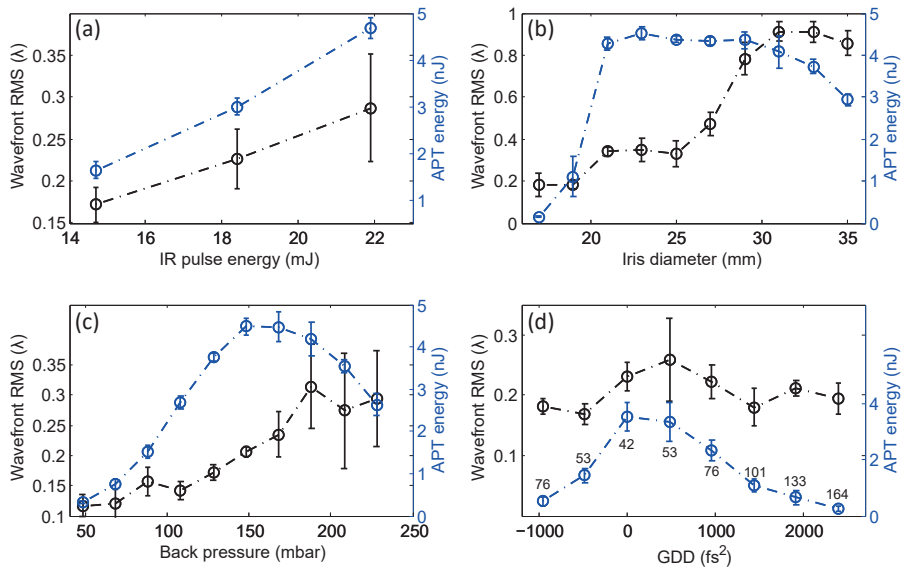 (a)
Wavefront RMS (λ)
0.35
0.3
0.25
0.2
0.15
14 16 18 20 22
IR pulse energy (mJ)
5
4
3
2
1
APT energy (nJ)
(b)
Wavefront RMS (λ)
1
0.8
0.6
0.4
0.2
0
20 25 30 35
Iris diameter (mm)
5
4
3
2
1
0
APT energy (nJ)
(c)
Wavefront RMS (λ)
0.4
0.35
0.3
0.25
0.2
0.15
0.1
50 100 150 200 250
Back pressure (mbar)
5
4
3
2
1
0
APT energy (nJ)
(d)
Wavefront RMS (λ)
0.3
0.2
0.1
76 53 42 53 76 101 133 164
−1000 0 1000 2000
GDD (fs²)
4
2
0
APT energy (nJ)